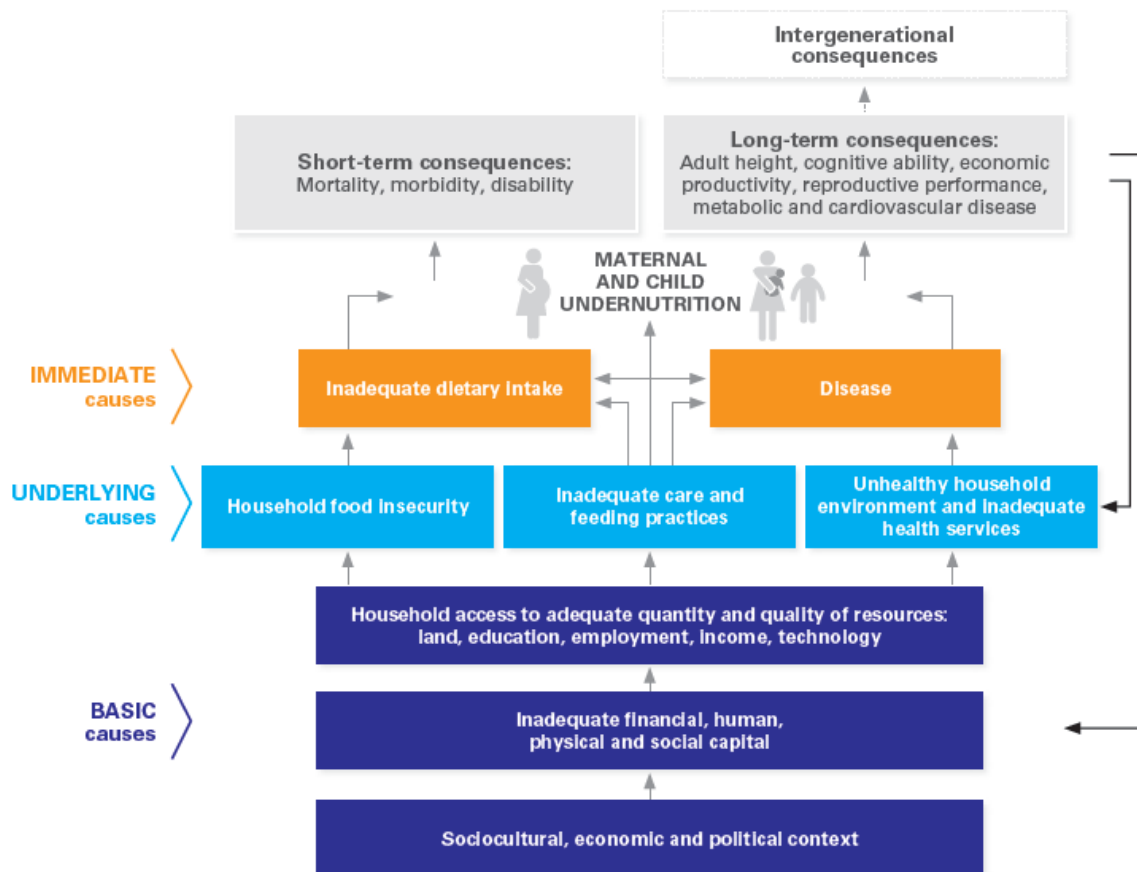 Intergenerational
consequences
Short-term consequences:
Mortality, morbidity, disability
Long-term consequences:
Adult height, cognitive ability, economic
productivity, reproductive performance,
metabolic and cardiovascular disease
MATERNAL
AND CHILD
UNDERNUTRITION
IMMEDIATE
causes
Inadequate dietary intake
Disease
UNDERLYING
causes
Household food insecurity
Inadequate care and
feeding practices
Unhealthy household
environment and inadequate
health services
Household access to adequate quantity and quality of resources:
land, education, employment, income, technology
BASIC
causes
Inadequate financial, human,
physical and social capital
Sociocultural, economic and political context